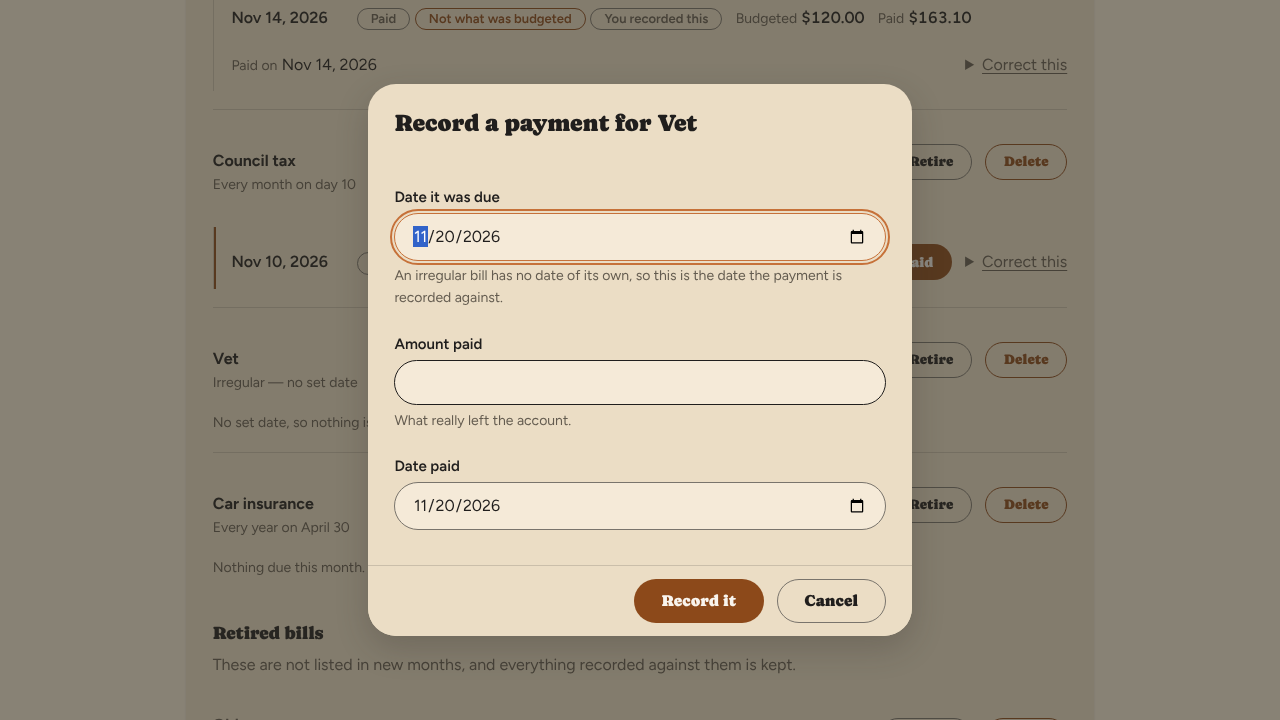 Nov 14, 2026 Paid Not what was budgeted You recorded this Budgeted $120.00 Paid $163.10
Paid on Nov 14, 2026 Correct this
Record a payment for Vet
Date it was due
11/20/2026
An irregular bill has no date of its own, so this is the date the payment is
recorded against.
Amount paid
What really left the account.
Date paid
11/20/2026
Record it Cancel
Council tax Retire Delete
Every month on day 10
Nov 10, 2026 Correct this
Vet Retire Delete
Irregular — no set date
No set date, so nothing
Car insurance Retire Delete
Every year on April 30
Nothing due this month.
Retired bills
These are not listed in new months, and everything recorded against them is kept.